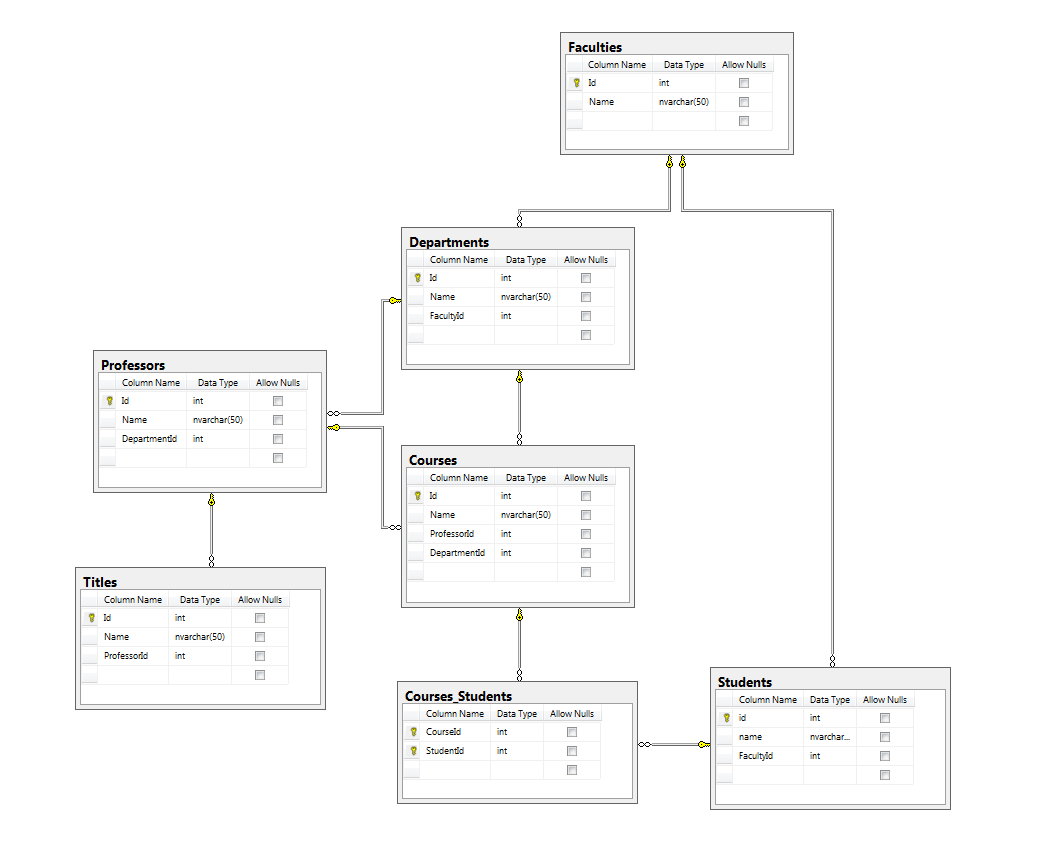 Faculties
Column Name Data Type Allow Nulls
Id int
Name nvarchar(50)
Departments
Column Name Data Type Allow Nulls
Id int
Name nvarchar(50)
FacultyId int
Professors
Column Name Data Type Allow Nulls
Id int
Name nvarchar(50)
DepartmentId int
Courses
Column Name Data Type Allow Nulls
Id int
Name nvarchar(50)
ProfessorId int
DepartmentId int
Titles
Column Name Data Type Allow Nulls
Id int
Name nvarchar(50)
ProfessorId int
Courses_Students
Column Name Data Type Allow Nulls
CourseId int
StudentId int
Students
Column Name Data Type Allow Nulls
id int
name nvarchar...
FacultyId int